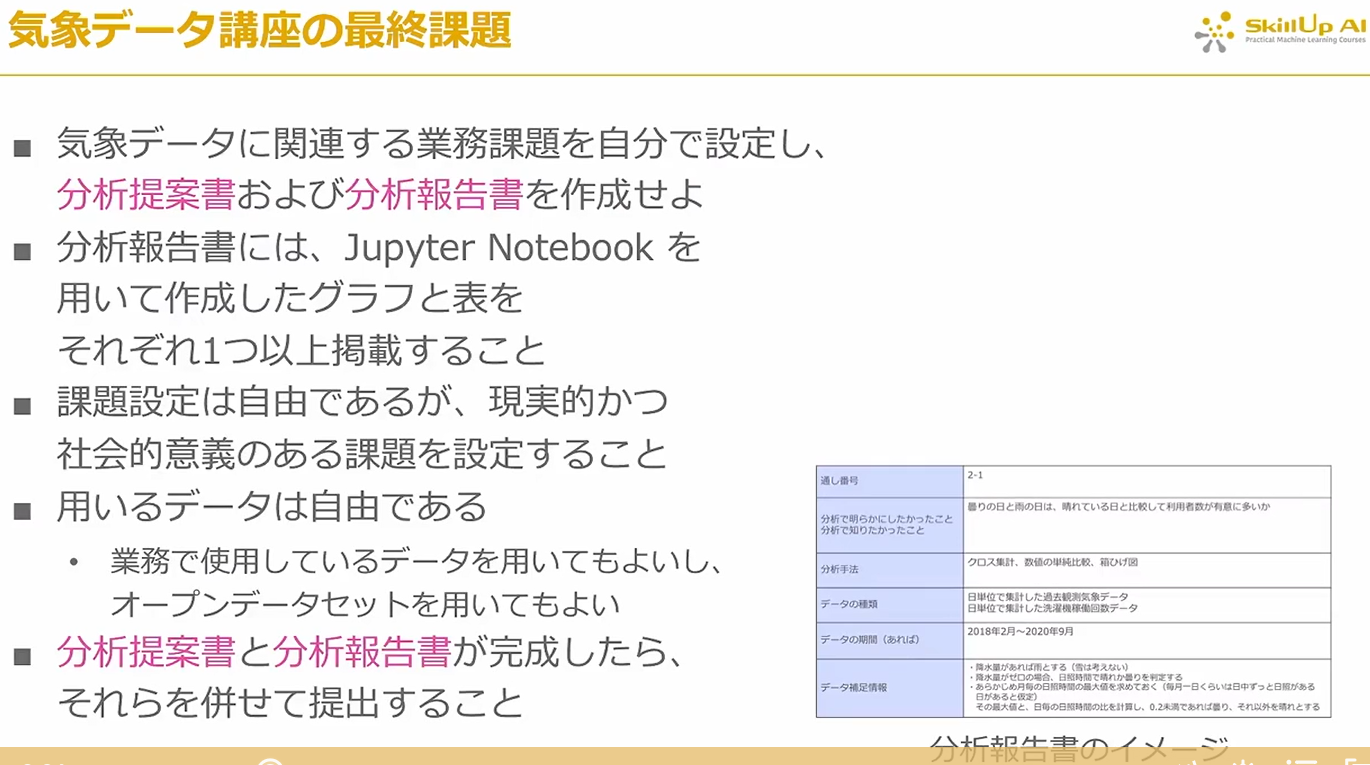 気象データ講座の最終課題
SkillUp AI
Practical Machine Learning Courses
■ 気象データに関連する業務課題を自分で設定し、
分析提案書および分析報告書を作成せよ
■ 分析報告書には、Jupyter Notebook を
用いて作成したグラフと表を
それぞれ1つ以上掲載すること
■ 課題設定は自由であるが、現実的かつ
社会的意義のある課題を設定すること
■ 用いるデータは自由である
• 業務で使用しているデータを用いてもよいし、
オープンデータセットを用いてもよい
■ 分析提案書と分析報告書が完成したら、
それらを併せて提出すること
通し番号
2-1
分析で明らかにしたかったこと
分析で知りたかったこと
曇りの日と雨の日は、晴れている日と比較して利用者数が有意に多いか
分析手法
クロス集計、数値の単純比較、箱ひげ図
データの種類
日単位で集計した過去観測気象データ
日単位で集計した洗濯機稼働回数データ
データの期間（あれば）
2018年2月～2020年9月
データ補足情報
・降水量があれば雨とする（雪は考えない）
・降水量がゼロの場合、日照時間で晴れか曇りを判定する
・あらかじめ月毎の日照時間の最大値を求めておく（毎月一日くらいは日中ずっと日照がある
日があると仮定）
その最大値と、日毎の日照時間の比を計算し、0.2未満であれば曇り、それ以外を晴れとする
分析報告書のイメージ